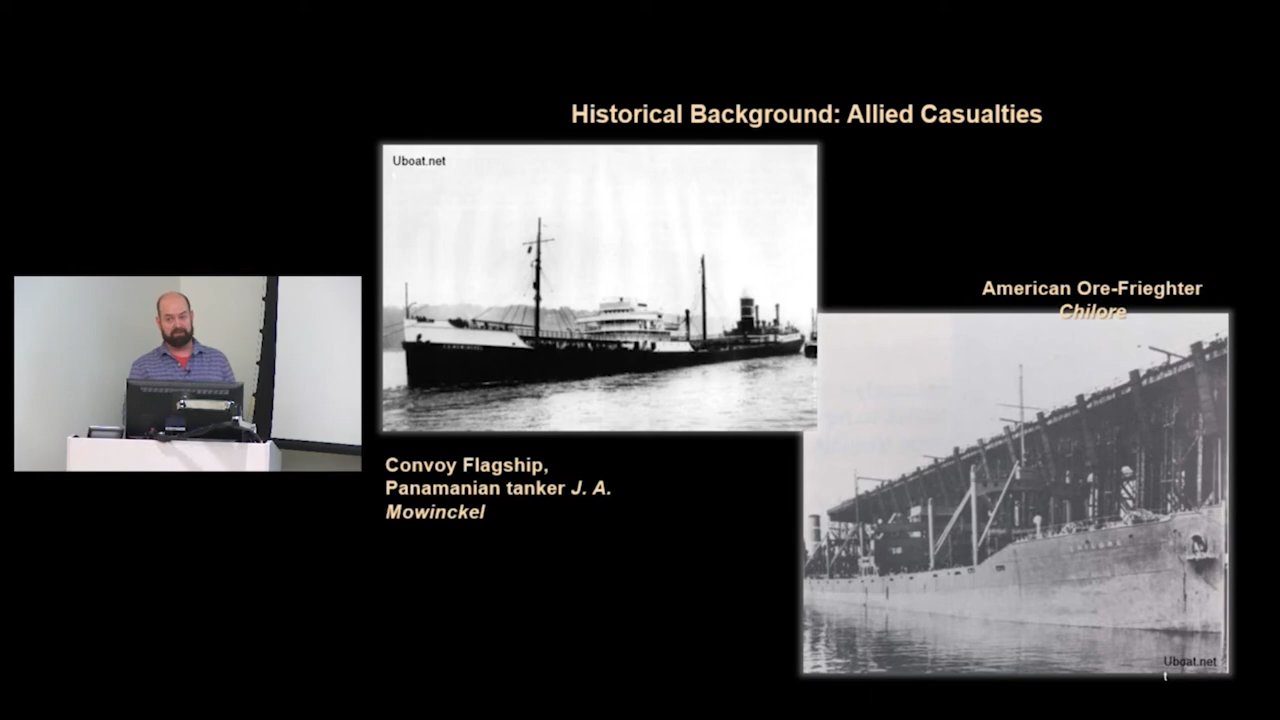 Historical Background: Allied Casualties
Uboat.net
American Ore-Frieghter
Chilore
Convoy Flagship,
Panamanian tanker J. A.
Mowinckel
Uboat.net
t